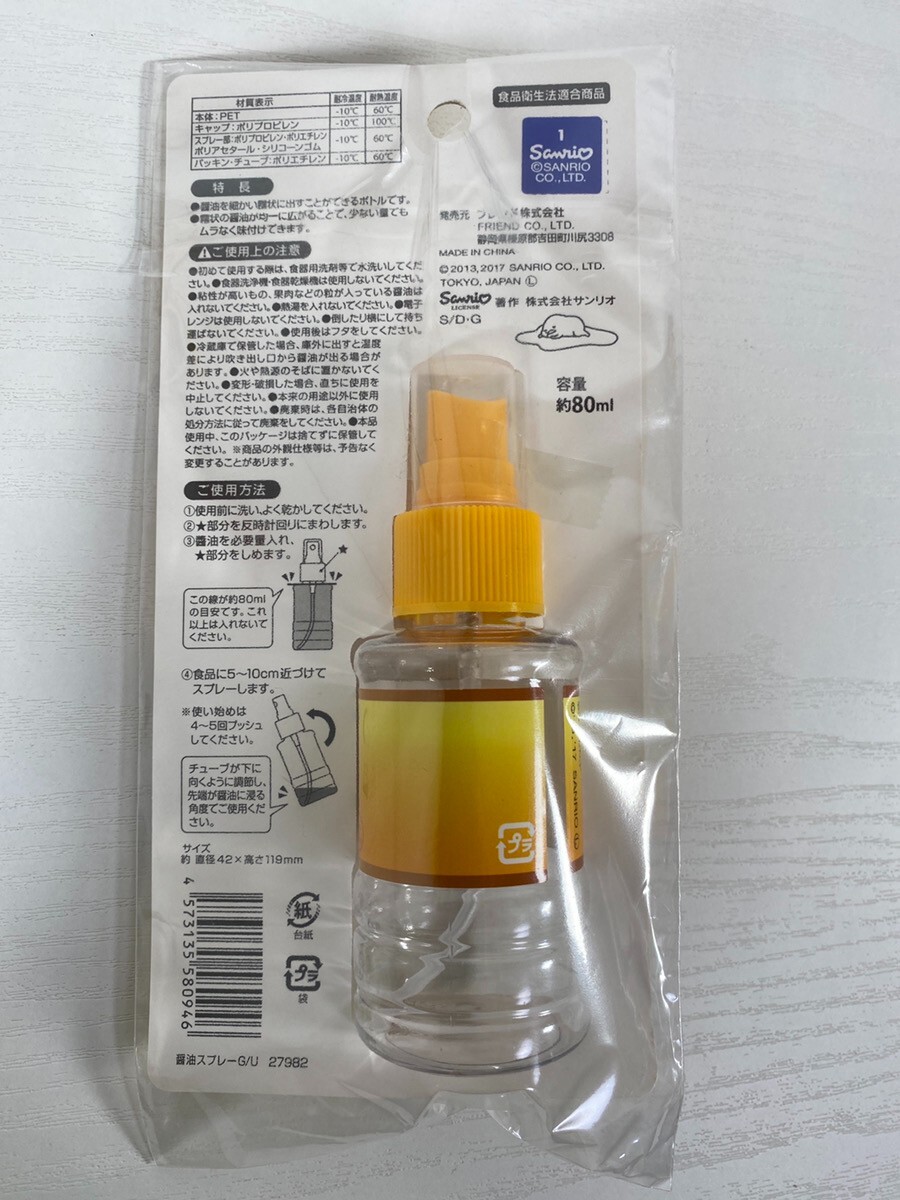 材質表示 耐冷温度 耐熱温度
本体:PET -10℃ 60℃
キャップ:ポリプロピレン -10℃ 100℃
スプレー部:ポリプロピレン・ポリエチレン
ポリアセタール・シリコーンゴム -10℃ 60℃
パッキン・チューブ:ポリエチレン -10℃ 60℃
特長
●醤油を細かい霧状に出すことができるボトルです。
●霧状の醤油が均一に広がることで、少ない量でも
ムラなく味付けできます。
ご使用上の注意
●初めて使用する際は、食器用洗剤等で水洗いしてくだ
さい。●食器洗浄機・食器乾燥機は使用しないでください。
●粘性が高いもの、果肉などの粒が入っている醤油は
入れないでください。●熱湯を入れないでください。●電子
レンジは使用しないでください。●倒したり横にして持ち
運ばないでください。●使用後はフタをしてください。
●冷蔵庫で保管した場合、庫外に出すと温度
差により吹き出し口から醤油が出る場合が
あります。●火や熱源のそばに置かないでく
ださい。●変形・破損した場合、直ちに使用を
中止してください。●本来の用途以外に使用
しないでください。●廃棄時は、各自治体の
処分方法に従って廃棄をしてください。●本品
使用中、このパッケージは捨てずに保管して
ください。※商品の外観仕様等は、予告なく
変更することがあります。
ご使用方法
①使用前に洗い、よく乾かしてください。
②★部分を反時計回りにまわします。
③醤油を必要量入れ、
★部分をしめます。
★
この線が約80ml
の目安です。これ
以上は入れないで
ください。
④食品に5～10cm近づけて
スプレーします。
※使い始めは
4～5回プッシュ
してください。
チューブが下に
向くように調節し、
先端が醤油に浸る
角度でご使用くだ
さい。
サイズ
約 直径42×高さ119mm
4 573135 580946
紙
台紙
プラ
袋
醤油スプレーG/U 27982
食品衛生法適合商品
1
Sanrio
©SANRIO
CO.,LTD.
発売元 フレンド株式会社
FRIEND CO., LTD.
静岡県榛原郡吉田町川尻3308
MADE IN CHINA
©2013,2017 SANRIO CO., LTD.
TOKYO, JAPAN Ⓛ
Sanrio LICENSE 著作 株式会社サンリオ
S/D・G
容量
約80ml
プラ
'17 SANRIO Ⓛ